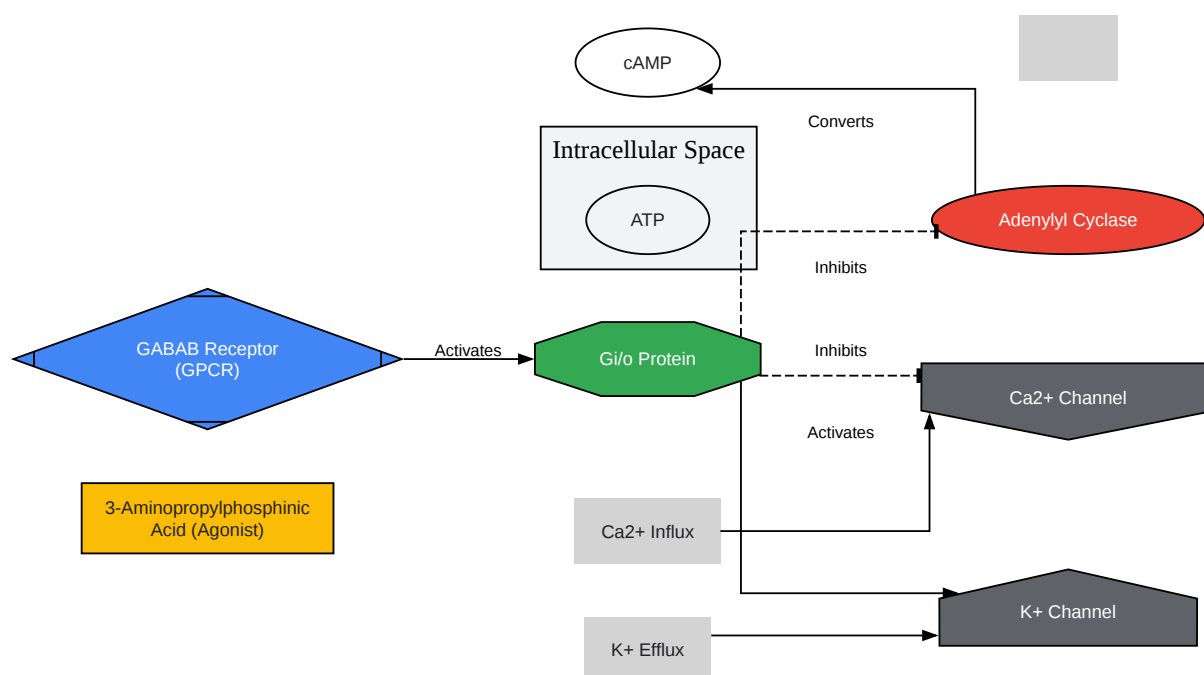 cAMP
Converts
Intracellular Space
ATP
Adenylyl Cyclase
Inhibits
GABAB Receptor
(GPCR)
Activates
Gi/o Protein
Inhibits
Ca2+ Channel
Activates
3-Aminopropylphosphinic
Acid (Agonist)
Ca2+ Influx
K+ Channel
K+ Efflux